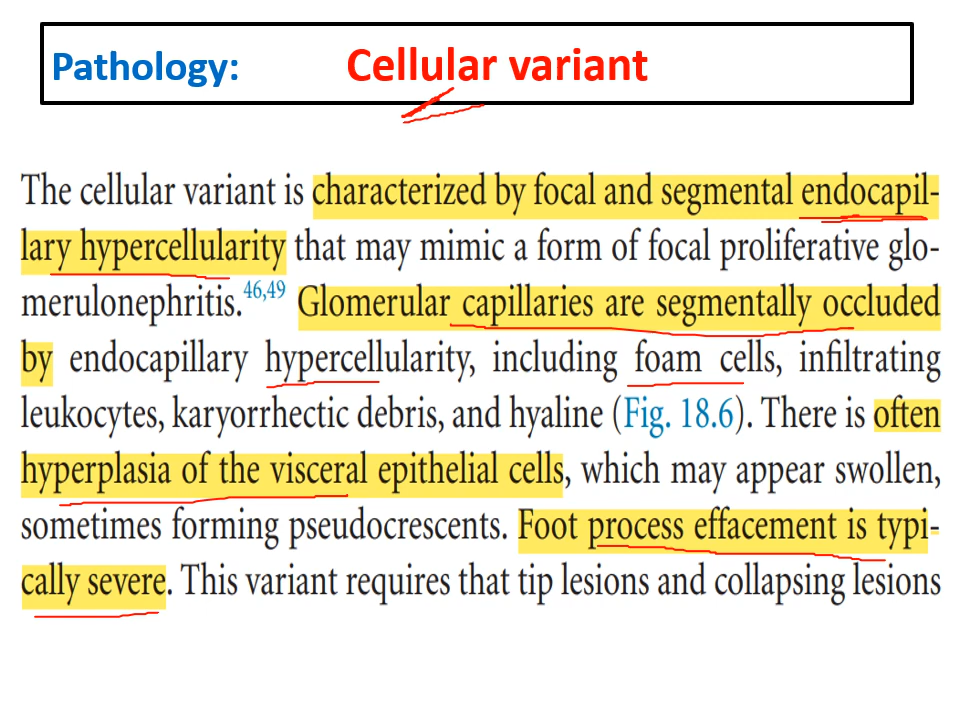 Pathology: Cellular variant
The cellular variant is characterized by focal and segmental endocapil-
lary hypercellularity that may mimic a form of focal proliferative glo-
merulonephritis.46,49 Glomerular capillaries are segmentally occluded
by endocapillary hypercellularity, including foam cells, infiltrating
leukocytes, karyorrhectic debris, and hyaline (Fig. 18.6). There is often
hyperplasia of the visceral epithelial cells, which may appear swollen,
sometimes forming pseudocrescents. Foot process effacement is typi-
cally severe. This variant requires that tip lesions and collapsing lesions